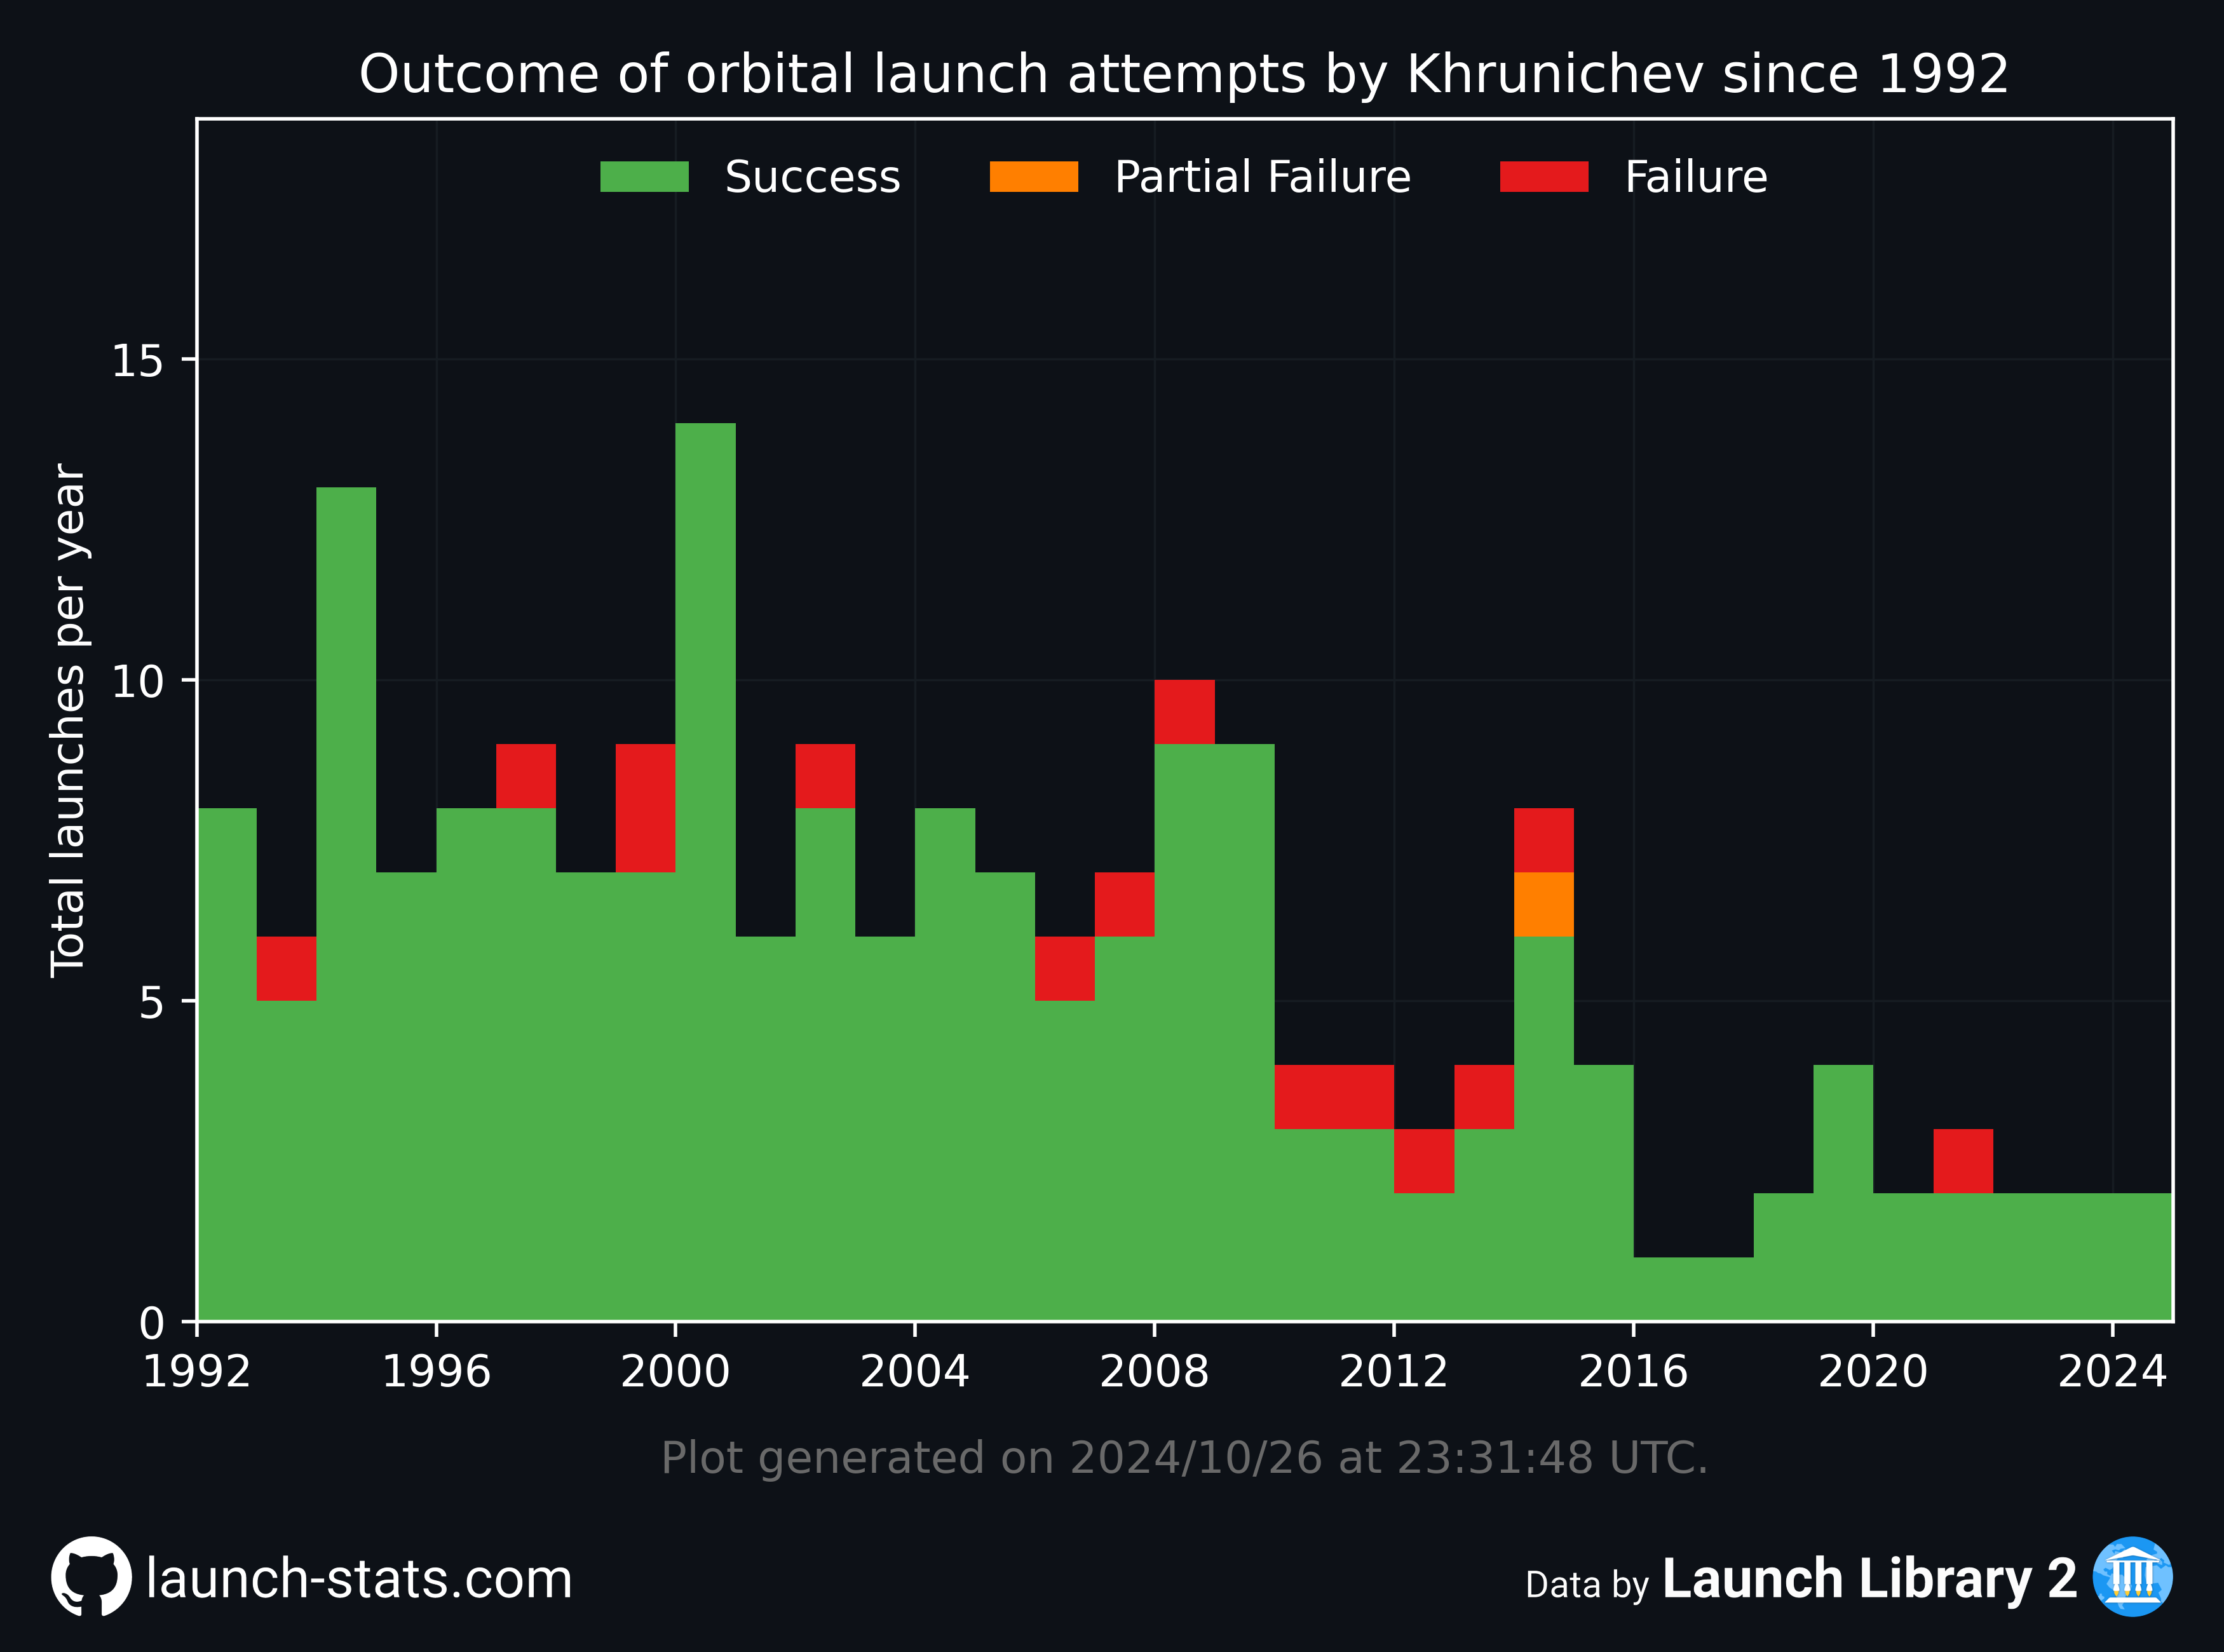 Outcome of orbital launch attempts by Khrunichev since 1992
Success Partial Failure Failure
Total launches per year
15
10
5
0
1992 1996 2000 2004 2008 2012 2016 2020 2024
Plot generated on 2024/10/26 at 23:31:48 UTC.
launch-stats.com
Data by Launch Library 2